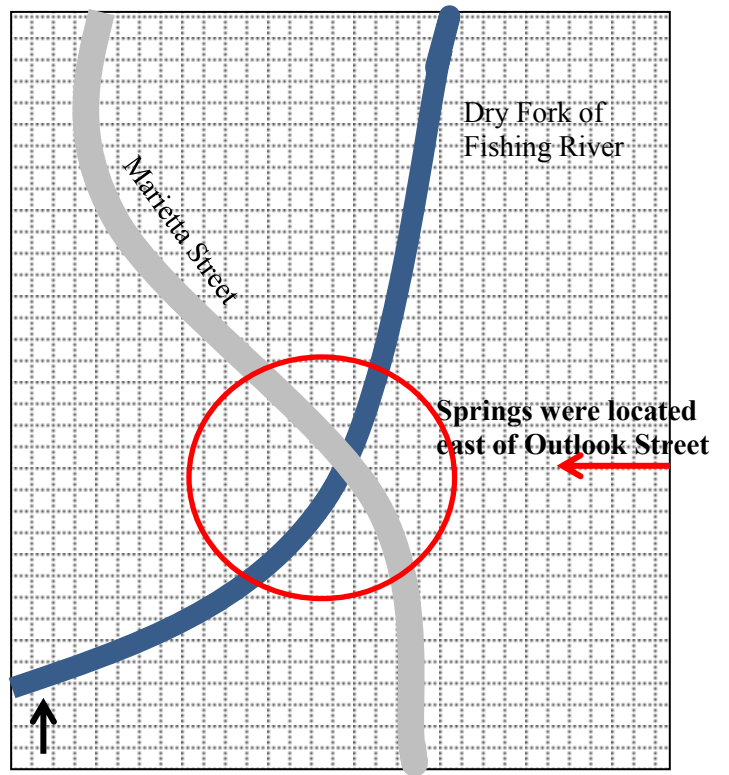 Dry Fork of
Fishing River
Marietta Street
Springs were located
east of Outlook Street